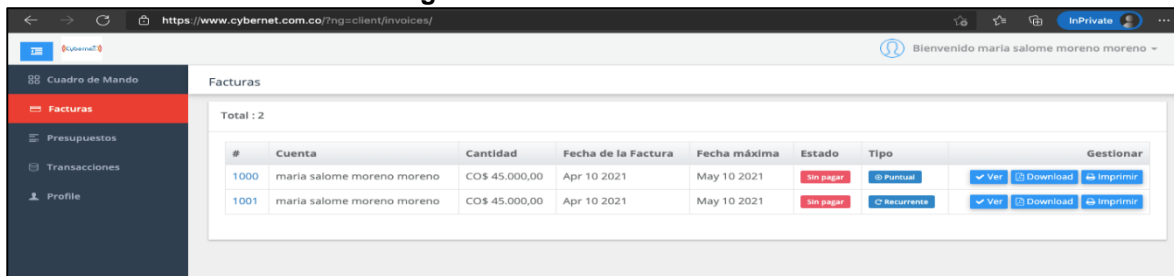 https://www.cybernet.com.co/?ng=client/invoices/
InPrivate
Bienvenido maria salome moreno moreno
Cuadro de Mando
Facturas
Facturas
Total : 2
Presupuestos
# Cuenta Cantidad Fecha de la Factura Fecha máxima Estado Tipo Gestionar
Transacciones
1000 maria salome moreno moreno CO$ 45.000,00 Apr 10 2021 May 10 2021 Sin pagar Puntual Ver Download Imprimir
Profile
1001 maria salome moreno moreno CO$ 45.000,00 Apr 10 2021 May 10 2021 Sin pagar Recurrente Ver Download Imprimir